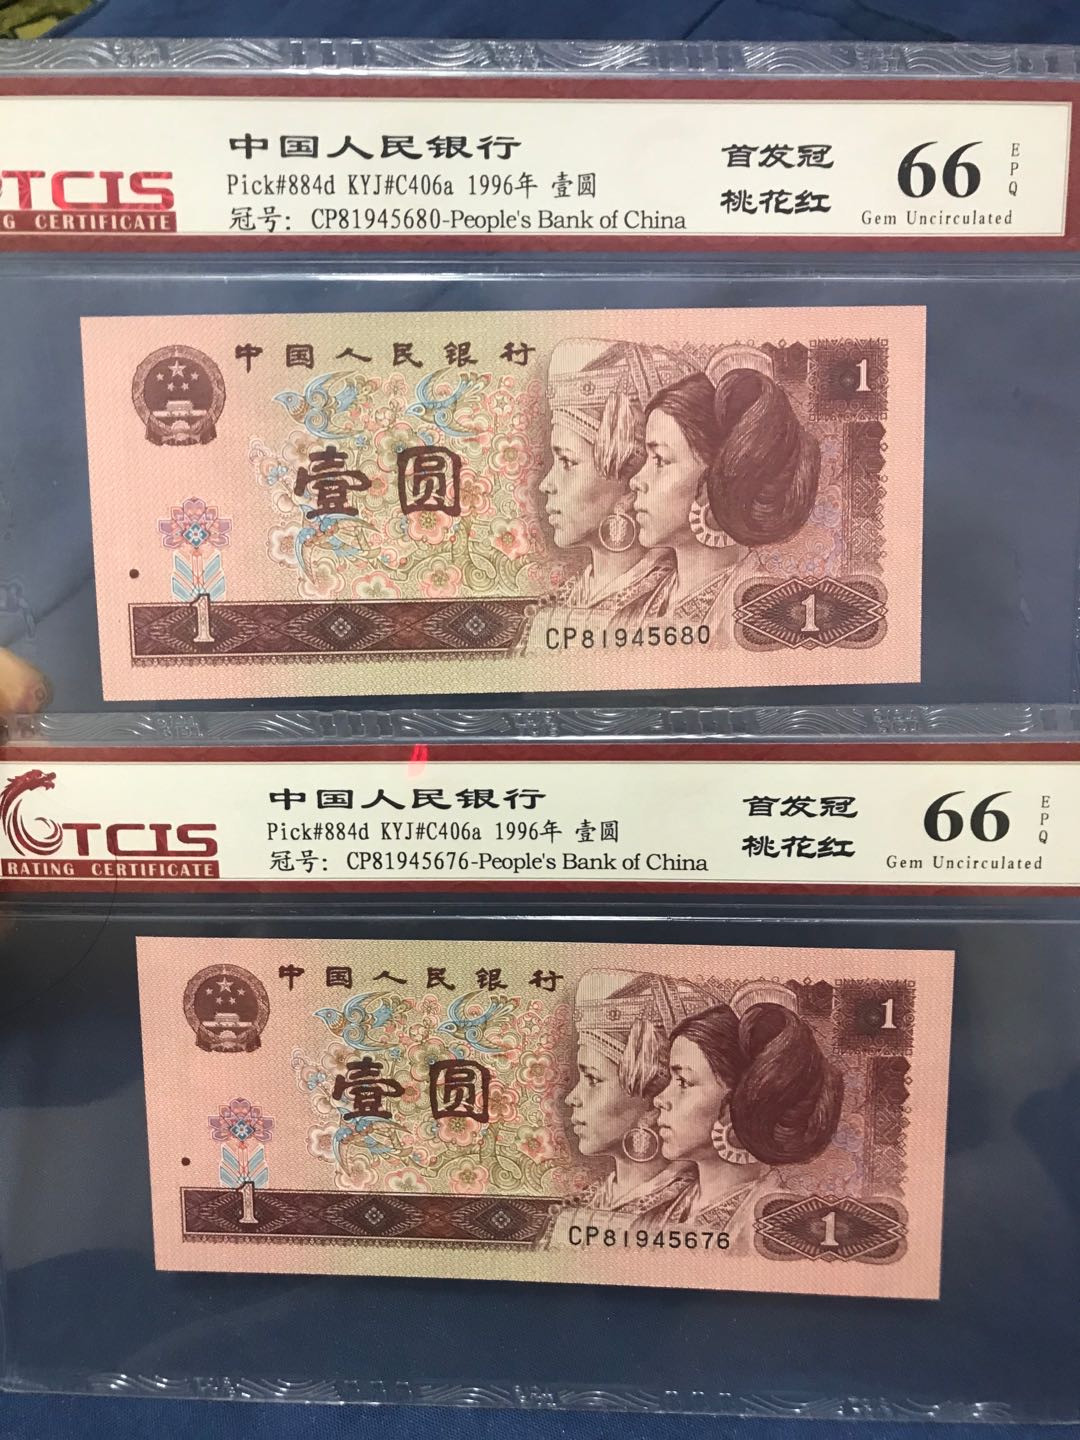 中国人民银行
Pick#884d KYJ#C406a 1996年 壹圆
冠号: CP81945680-People's Bank of China
首发冠
桃花红
66
EPQ
Gem Uncirculated
TCIS
G CERTIFICATE
中国人民银行
壹圆
1
1
1
CP81945680
中国人民银行
Pick#884d KYJ#C406a 1996年 壹圆
冠号: CP81945676-People's Bank of China
首发冠
桃花红
66
EPQ
Gem Uncirculated
TCIS
RATING CERTIFICATE
中国人民银行
壹圆
1
1
1
CP81945676